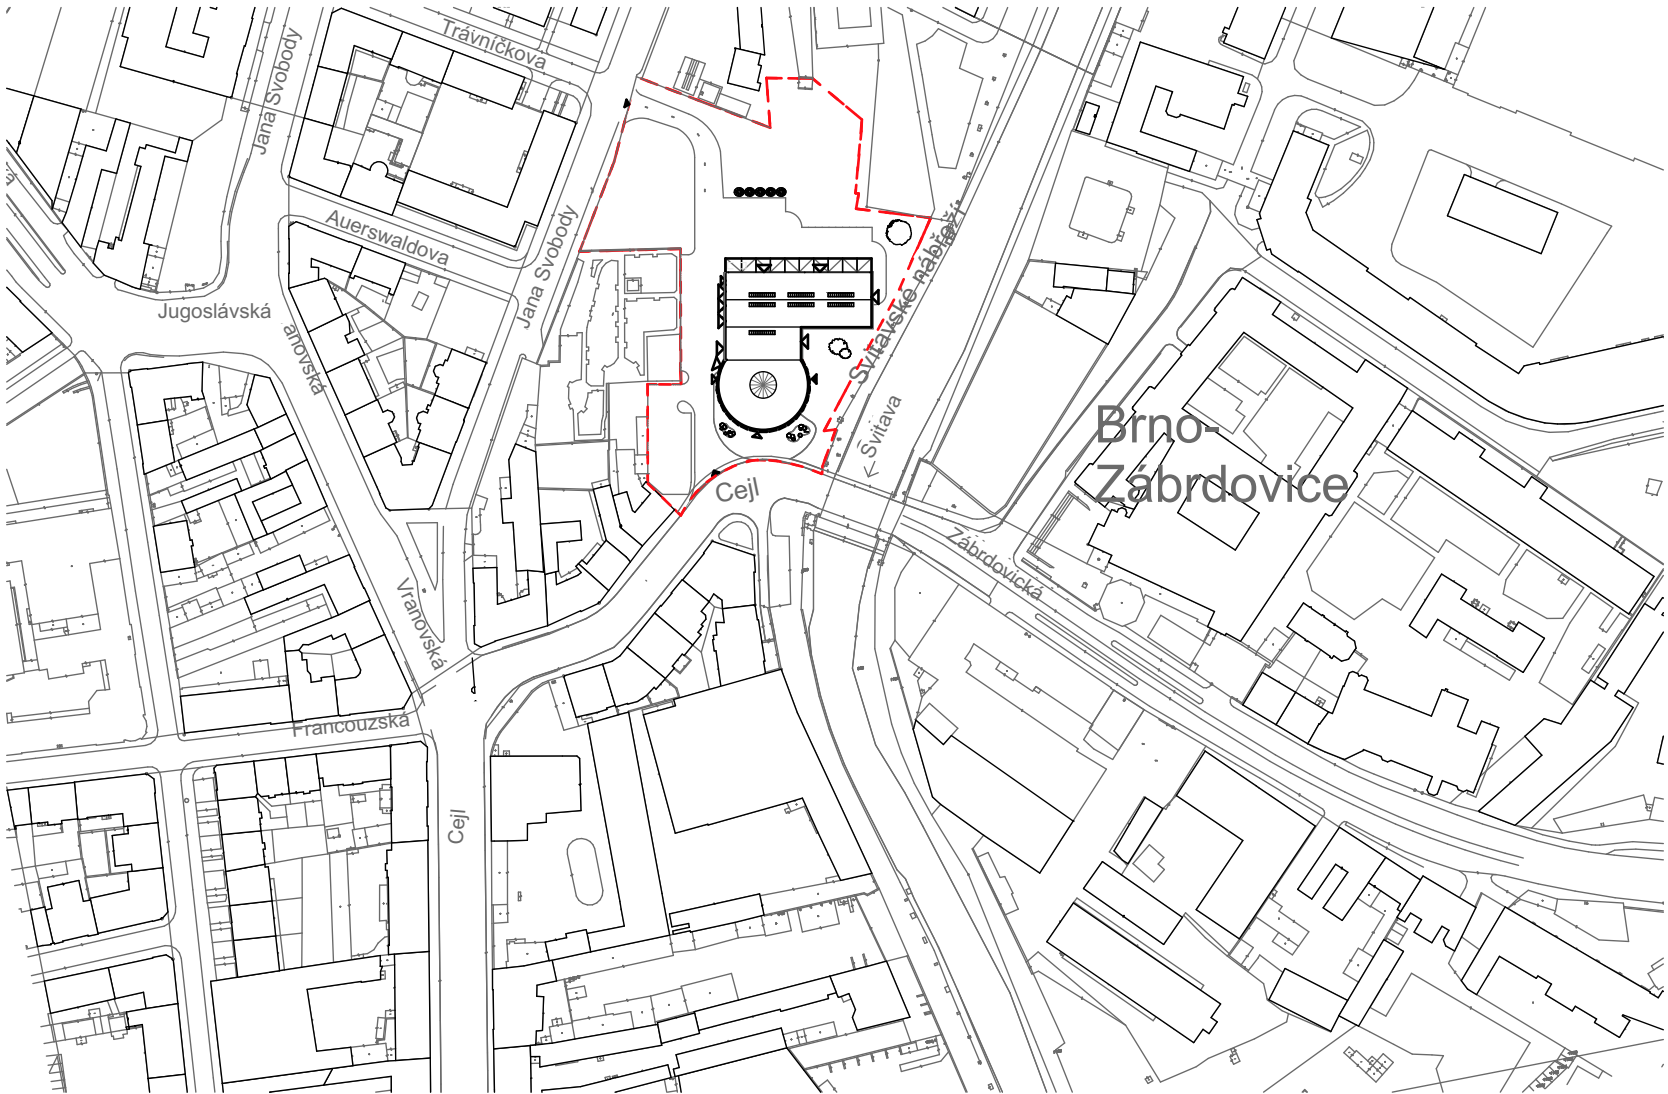 Trávníčkova
Jana Svobody
Auerswaldova
Jana Svobody
Jugoslávská
anovská
Svitavské nábřeží
Svitava
Brno-
Zábrdovice
Cejl
Zábrdovická
Vranovská
Francouzská
Cejl